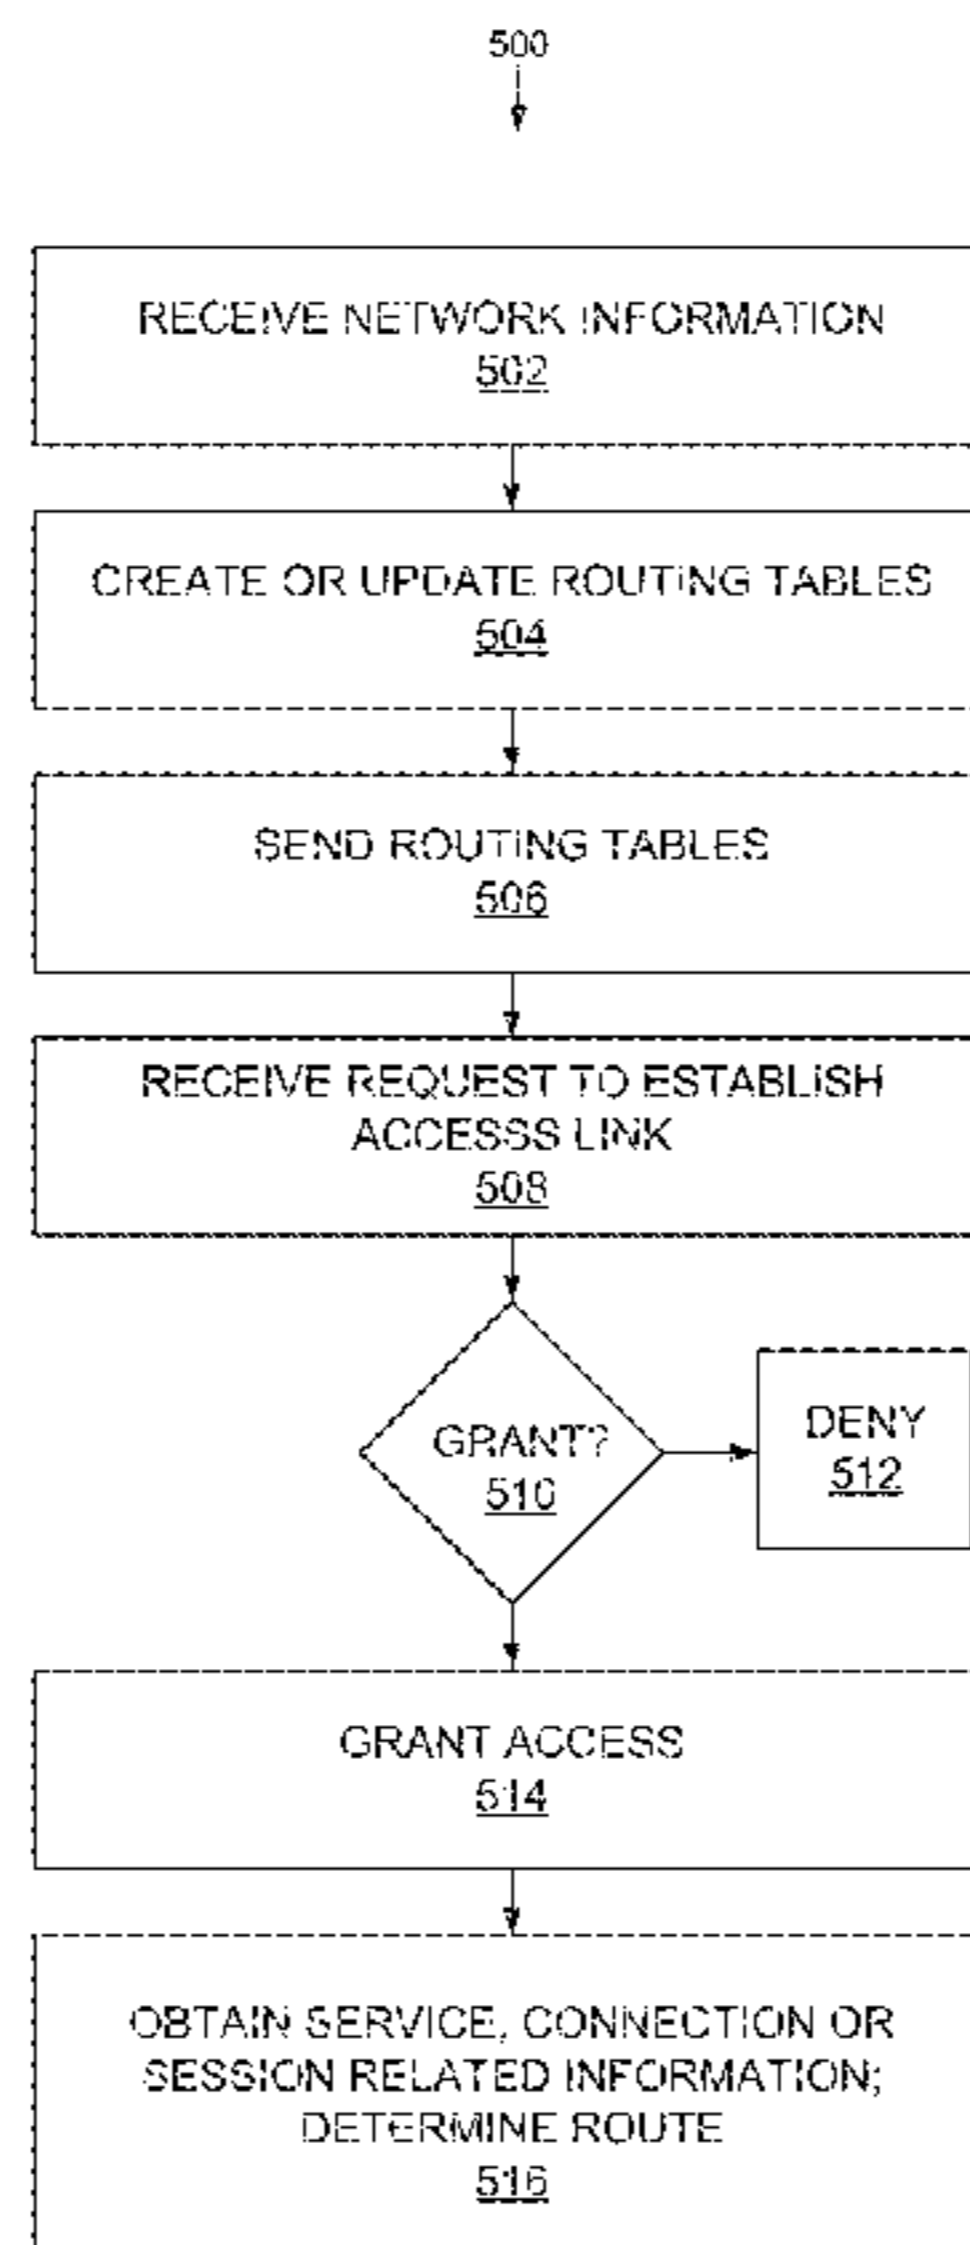 500
RECEIVE NETWORK INFORMATION
502
CREATE OR UPDATE ROUTING TABLES
504
SEND ROUTING TABLES
506
RECEIVE REQUEST TO ESTABLISH
ACCESSS LINK
508
GRANT?
510
DENY
512
GRANT ACCESS
514
OBTAIN SERVICE, CONNECTION OR
SESSION RELATED INFORMATION;
DETERMINE ROUTE
516